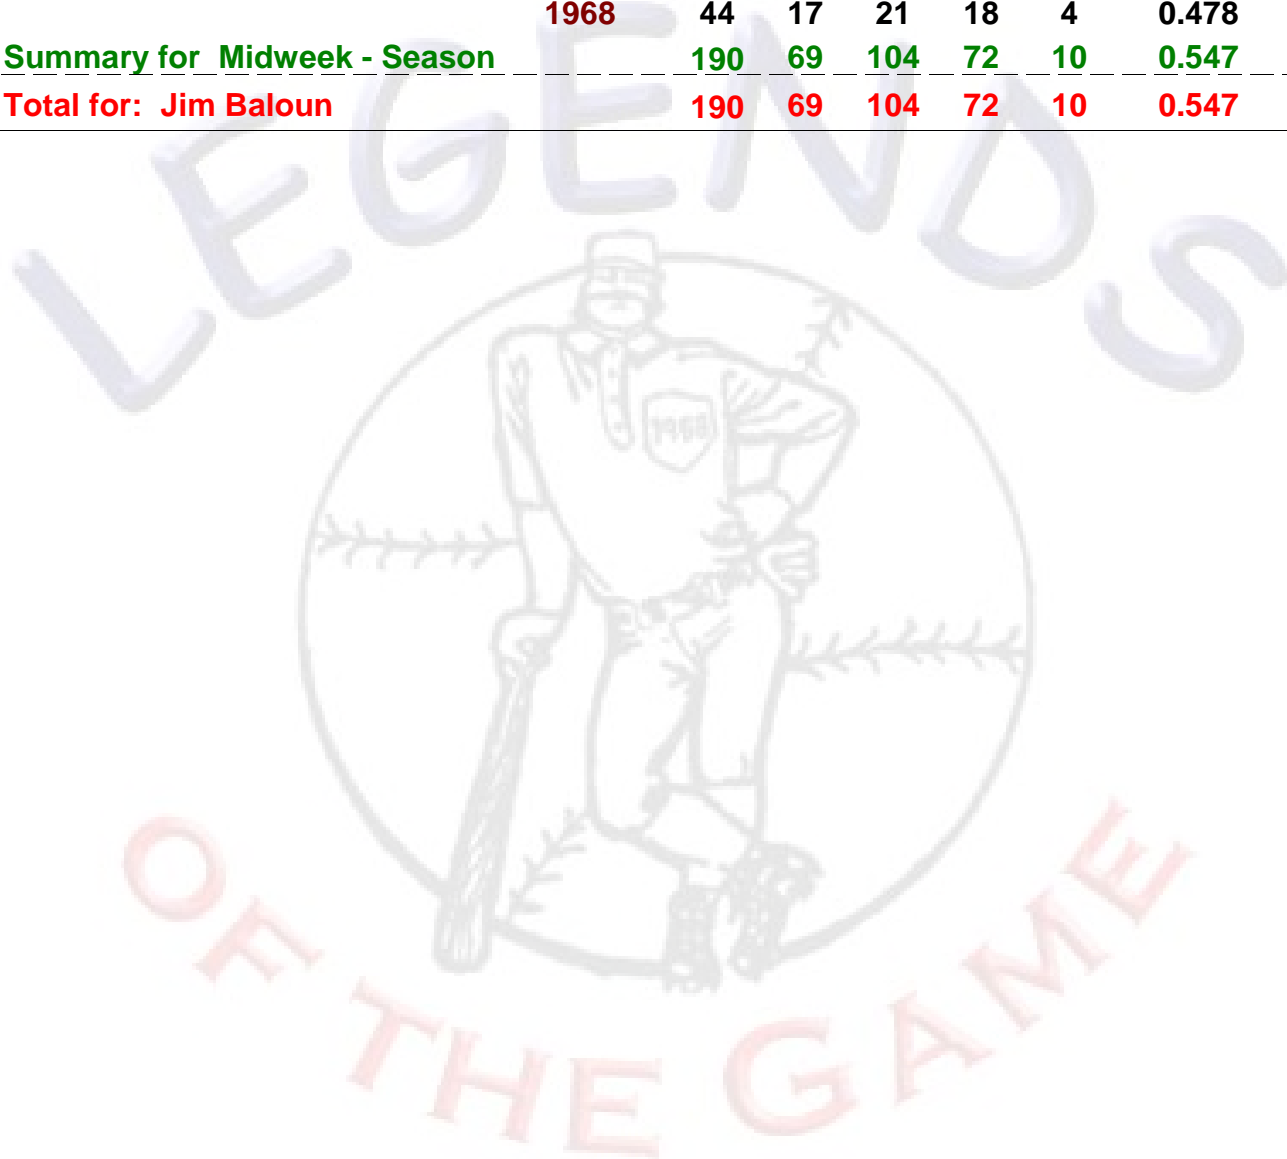 1968 44 17 21 18 4 0.478
Summary for Midweek - Season 190 69 104 72 10 0.547
Total for: Jim Baloun 190 69 104 72 10 0.547
LEGENDS
1968
OF THE GAME